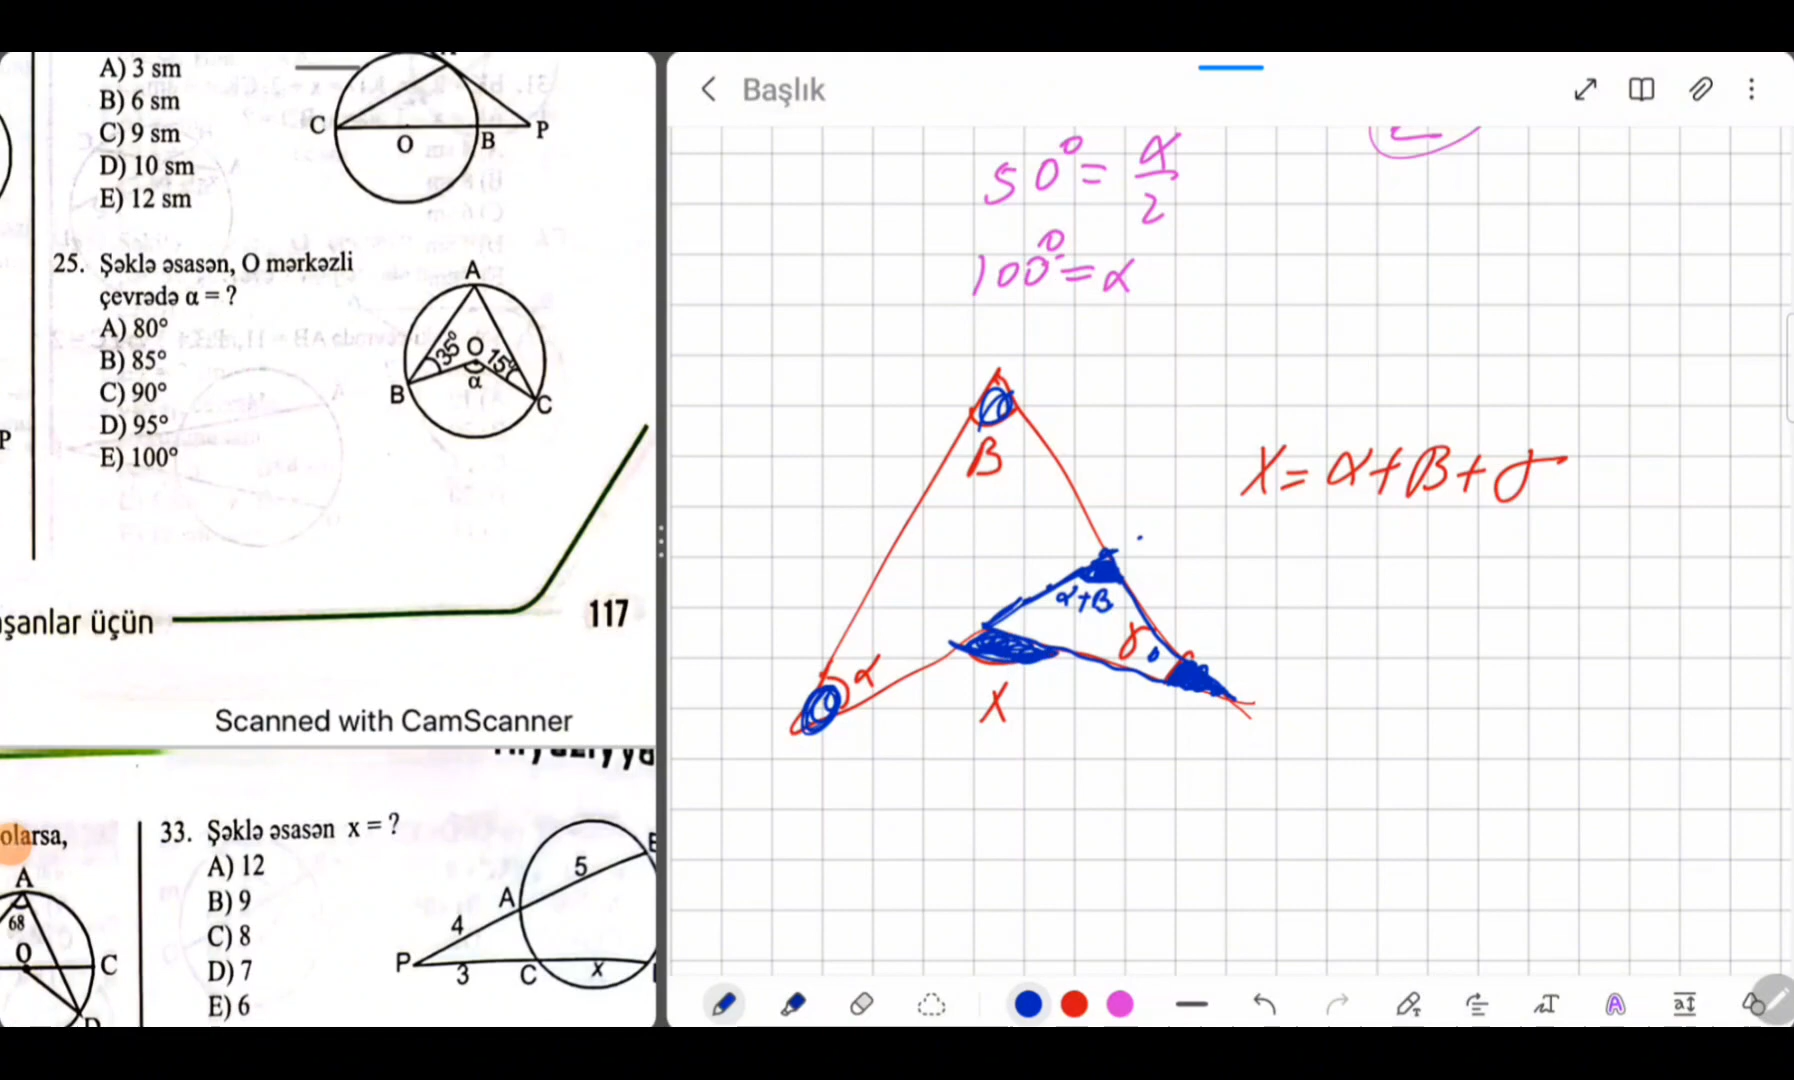 A) 3 sm
B) 6 sm
C) 9 sm
D) 10 sm
E) 12 sm
C
O
B
P
25. Şəklə əsasən, O mərkəzli
çevrədə α = ?
A) 80°
B) 85°
C) 90°
D) 95°
E) 100°
A
35°
O
15°
α
B
C
P
şanlar üçün
117
Scanned with CamScanner
olarsa,
A
68
O
C
D
33. Şəklə əsasən x = ?
A) 12
B) 9
C) 8
D) 7
E) 6
5
A
4
P
3
C
x
Başlık
50° = α/2
100° = α
B
X = α + B + γ
α + B
γ
α
X